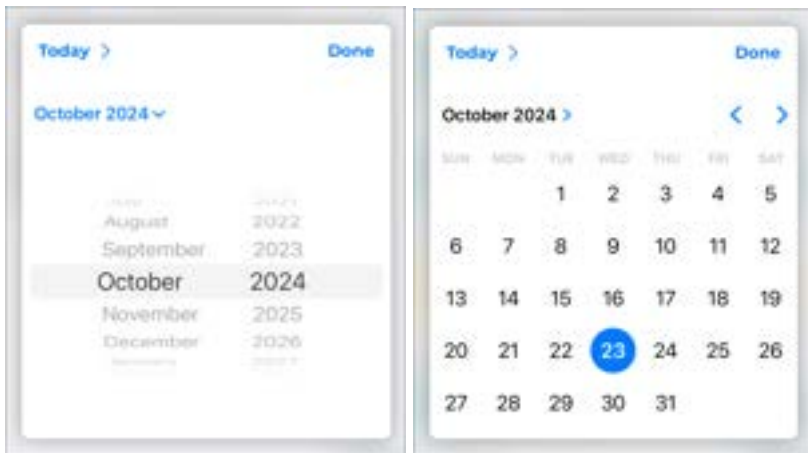 Today >
Done
October 2024
August 2022
September 2023
October 2024
November 2025
December 2026
Today >
Done
October 2024 >
< >
SUN MON TUE WED THU FRI SAT
1 2 3 4 5
6 7 8 9 10 11 12
13 14 15 16 17 18 19
20 21 22 23 24 25 26
27 28 29 30 31